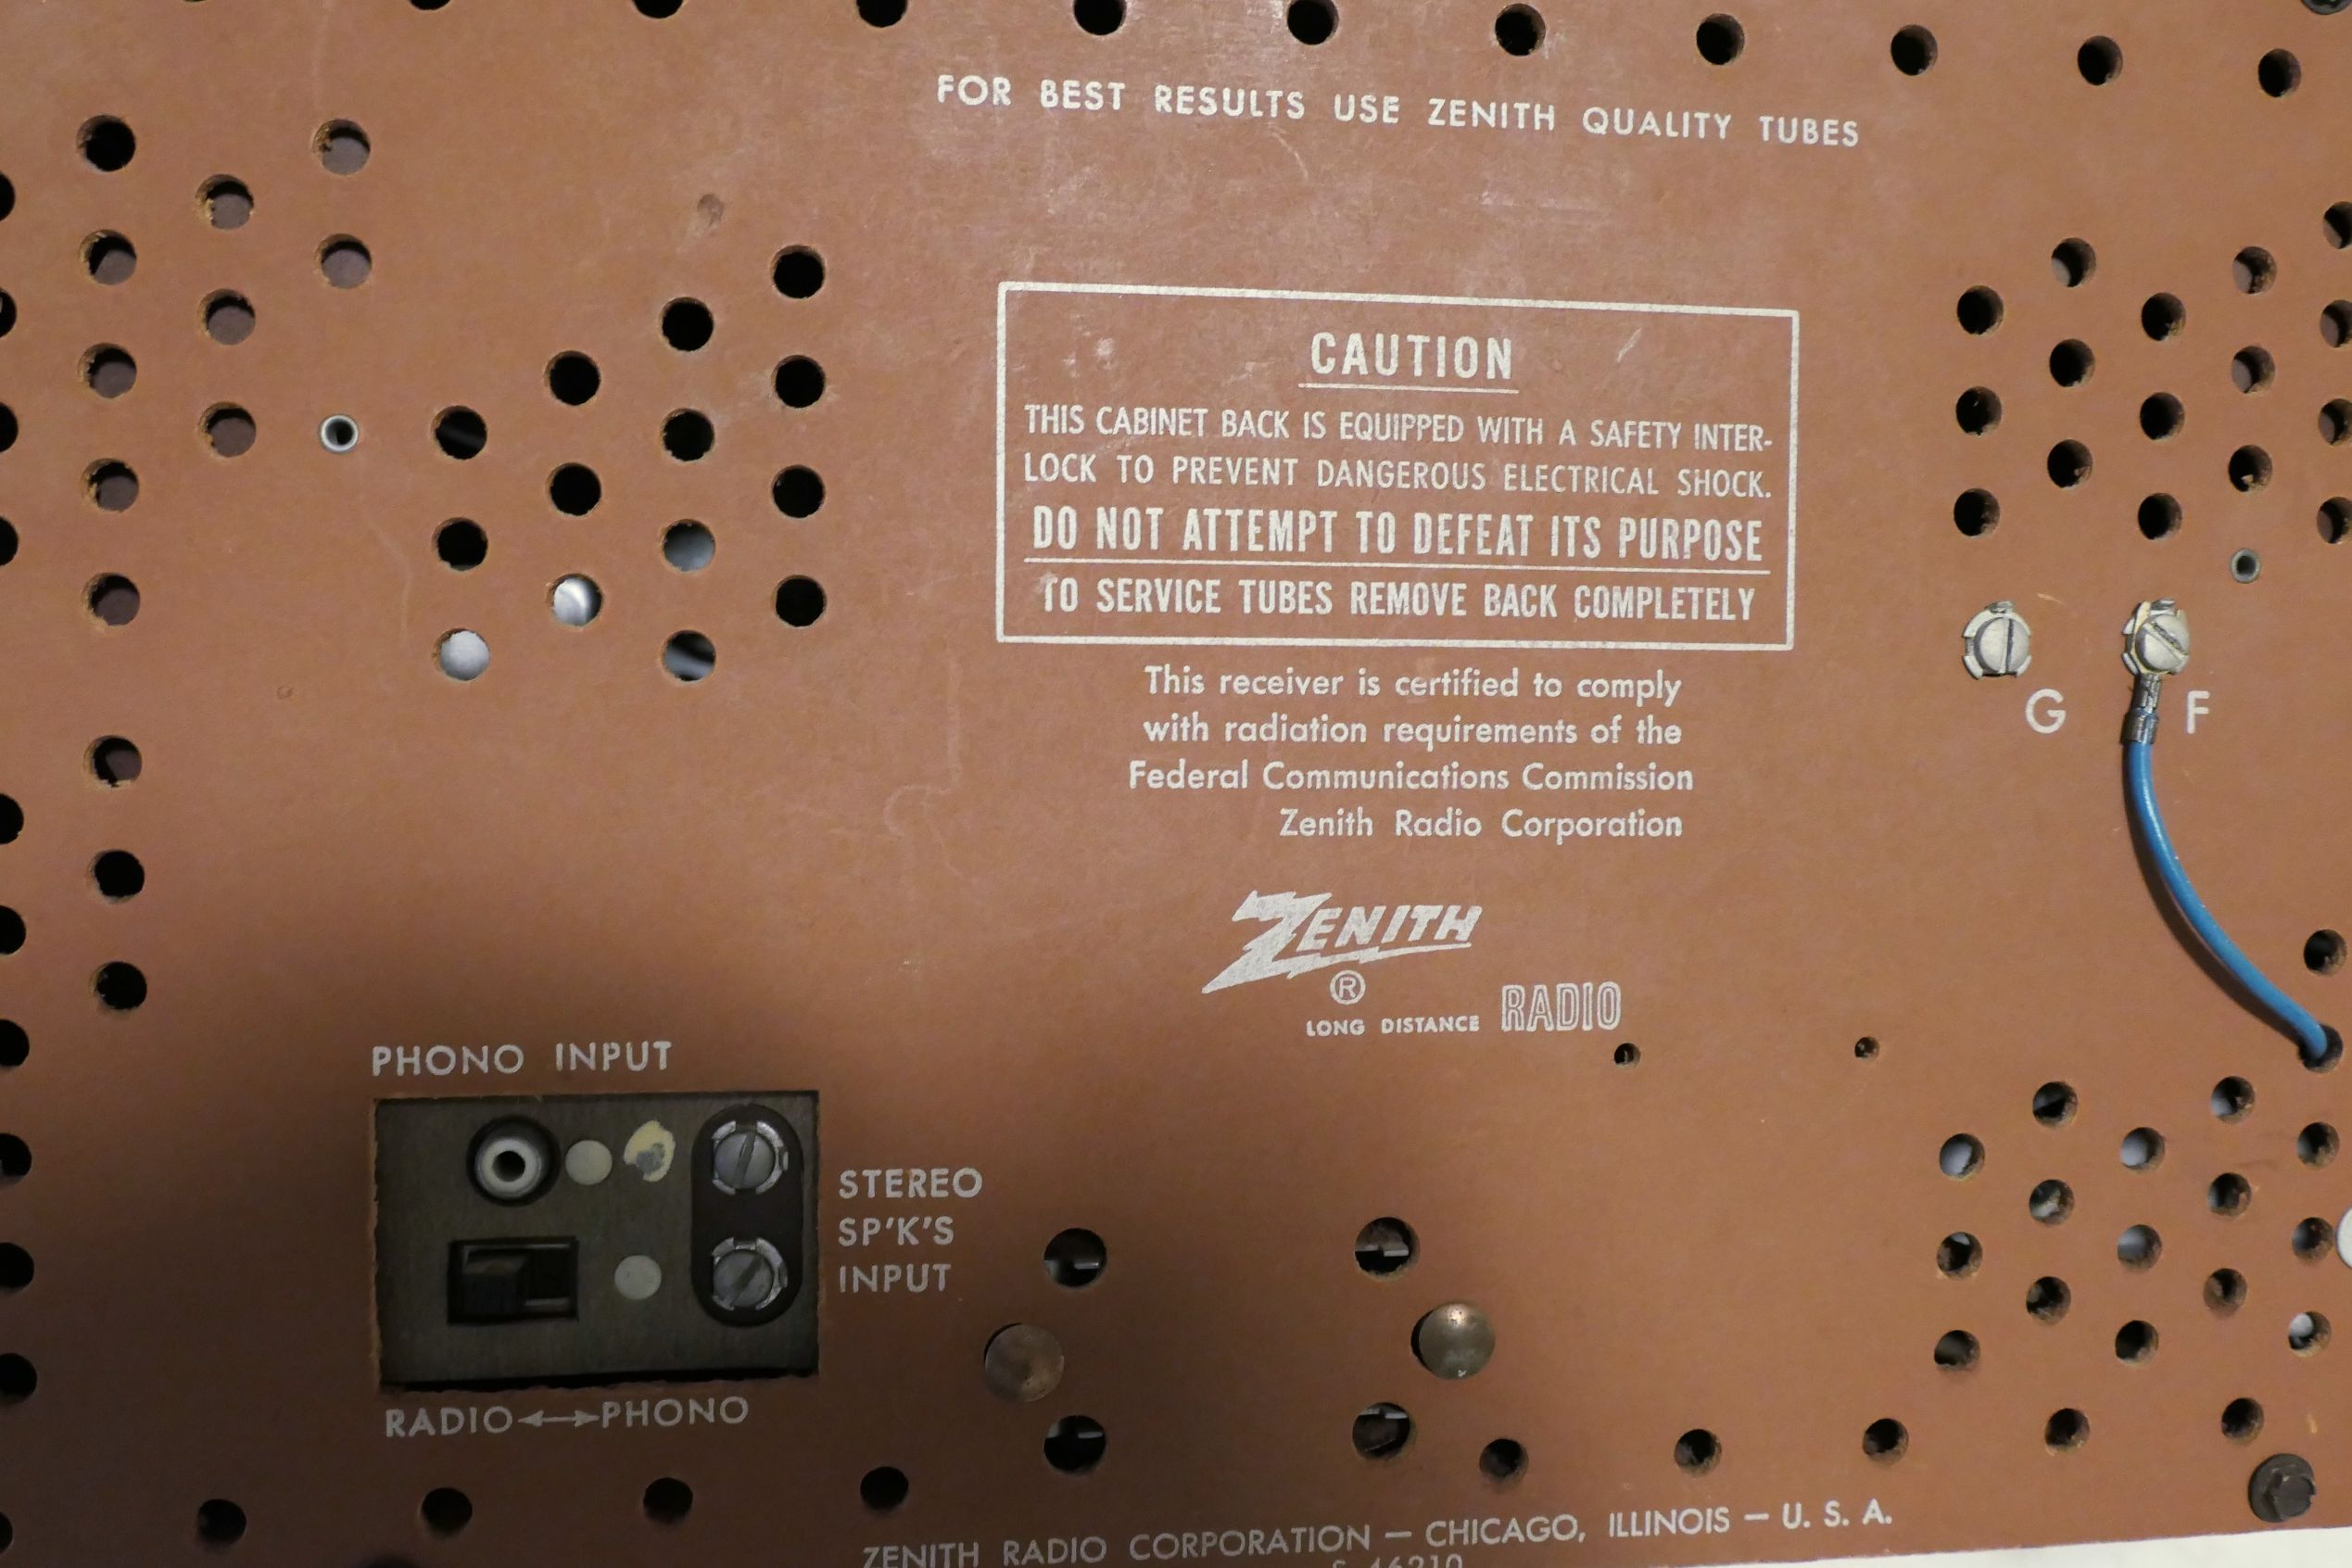 FOR BEST RESULTS USE ZENITH QUALITY TUBES
CAUTION
THIS CABINET BACK IS EQUIPPED WITH A SAFETY INTER-
LOCK TO PREVENT DANGEROUS ELECTRICAL SHOCK.
DO NOT ATTEMPT TO DEFEAT ITS PURPOSE
TO SERVICE TUBES REMOVE BACK COMPLETELY
This receiver is certified to comply
with radiation requirements of the
Federal Communications Commission
Zenith Radio Corporation
G F
ZENITH
®
LONG DISTANCE RADIO
PHONO INPUT
STEREO
SP'K'S
INPUT
RADIO↔PHONO
ZENITH RADIO CORPORATION — CHICAGO, ILLINOIS — U. S. A.